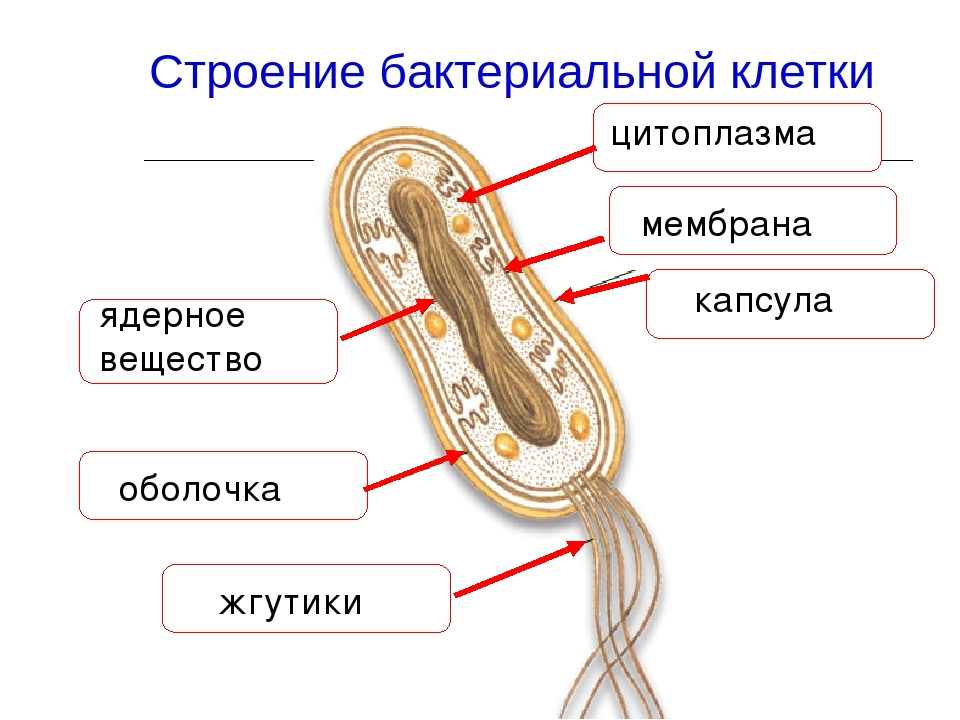 Строение бактериальной клетки
цитоплазма
мембрана
капсула
ядерное
вещество
оболочка
жгутики